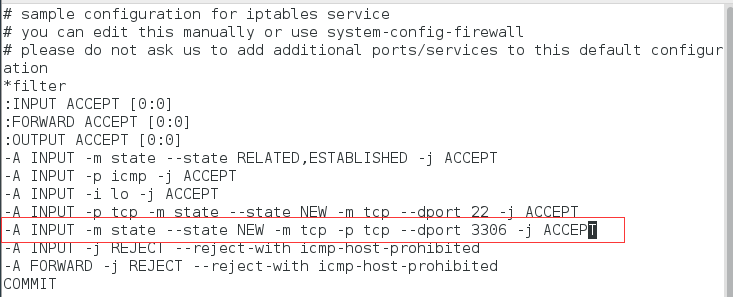 # sample configuration for iptables service
# you can edit this manually or use system-config-firewall
# please do not ask us to add additional ports/services to this default configur
ation
*filter
:INPUT ACCEPT [0:0]
:FORWARD ACCEPT [0:0]
:OUTPUT ACCEPT [0:0]
-A INPUT -m state --state RELATED,ESTABLISHED -j ACCEPT
-A INPUT -p icmp -j ACCEPT
-A INPUT -i lo -j ACCEPT
-A INPUT -p tcp -m state --state NEW -m tcp --dport 22 -j ACCEPT
-A INPUT -m state --state NEW -m tcp -p tcp --dport 3306 -j ACCEPT
-A INPUT -j REJECT --reject-with icmp-host-prohibited
-A FORWARD -j REJECT --reject-with icmp-host-prohibited
COMMIT